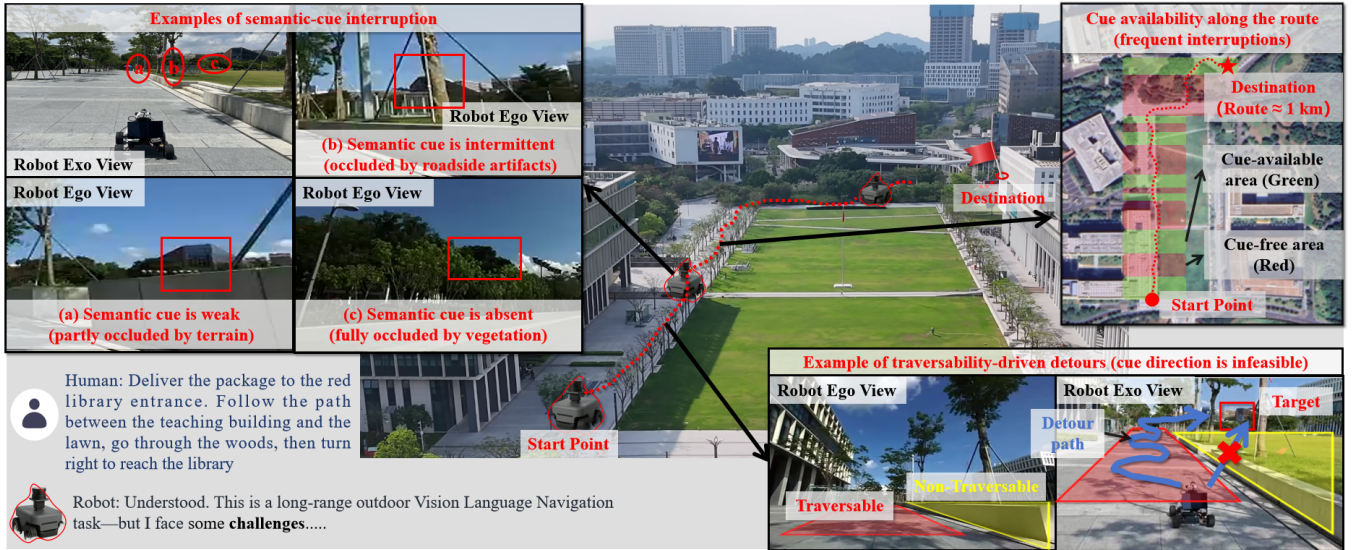 Examples of semantic-cue interruption
a
b
c
Robot Exo View
Robot Ego View
(b) Semantic cue is intermittent
(occluded by roadside artifacts)
Robot Ego View
(a) Semantic cue is weak
(partly occluded by terrain)
Robot Ego View
(c) Semantic cue is absent
(fully occluded by vegetation)
Human: Deliver the package to the red
library entrance. Follow the path
between the teaching building and the
lawn, go through the woods, then turn
right to reach the library
Robot: Understood. This is a long-range outdoor Vision Language Navigation
task—but I face some challenges.....
Start Point
Destination
Cue availability along the route
(frequent interruptions)
Destination
(Route ≈ 1 km)
Cue-available
area (Green)
Cue-free area
(Red)
Start Point
Example of traversability-driven detours (cue direction is infeasible)
Robot Ego View
Non-Traversable
Traversable
Robot Exo View
Target
Detour
path